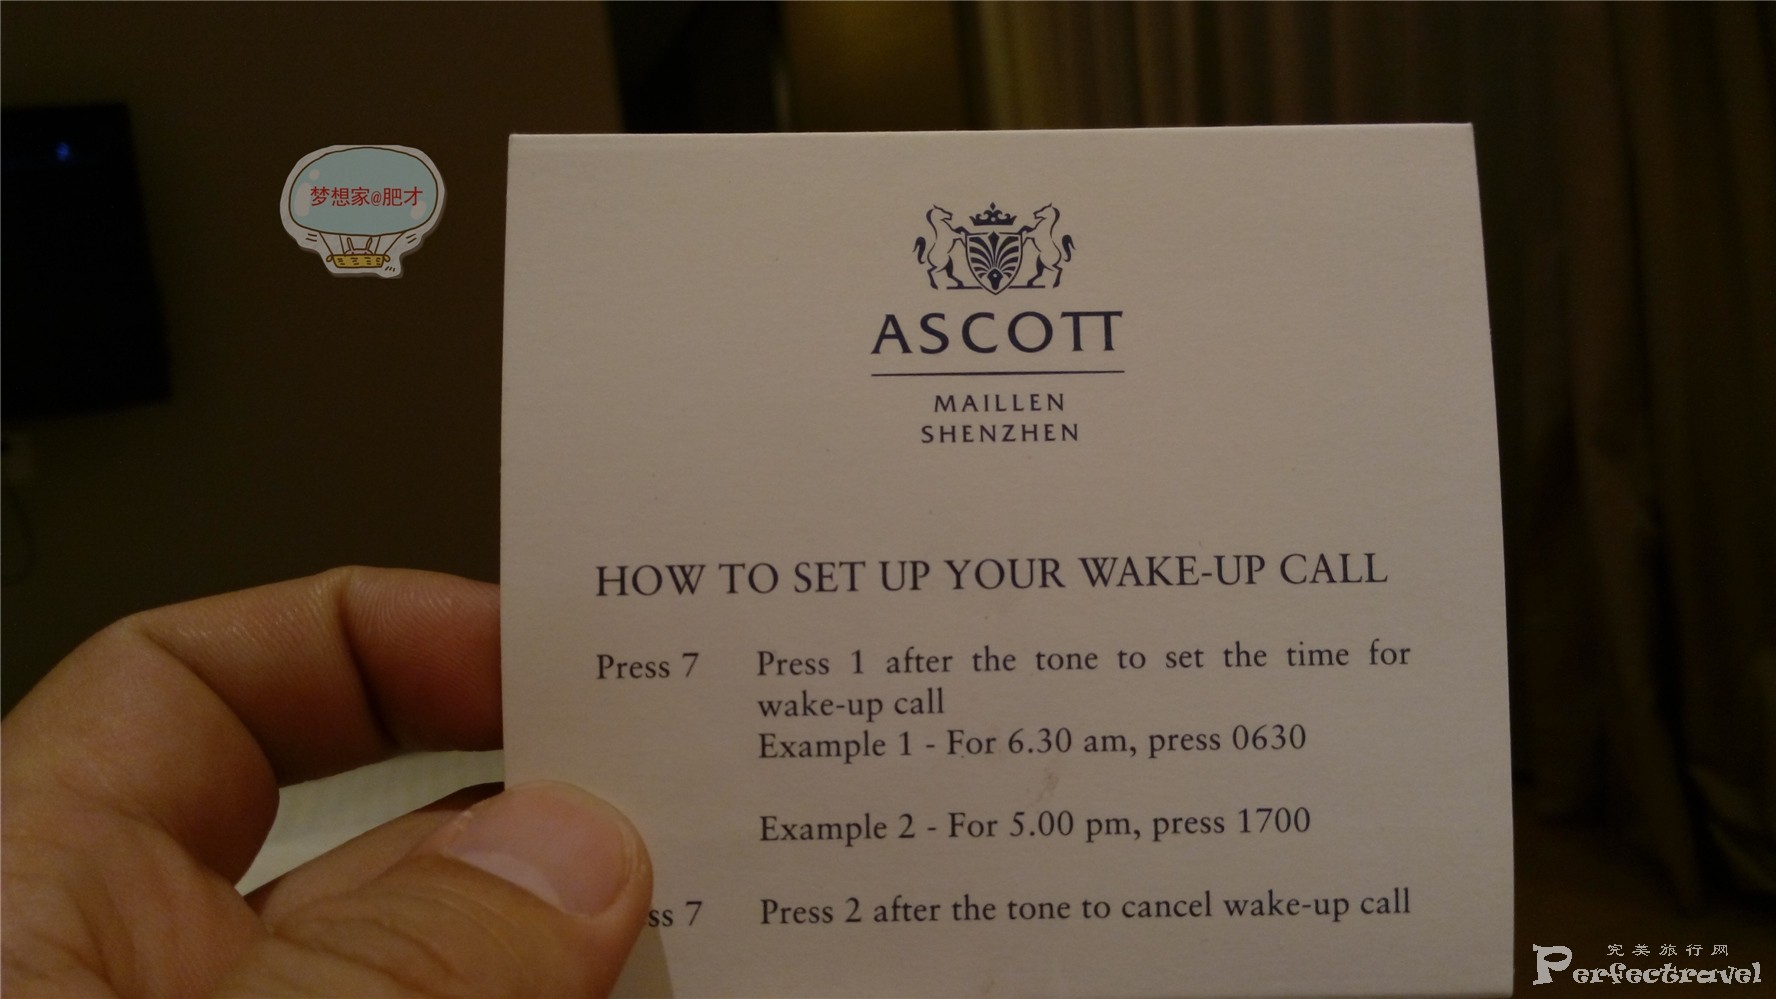 梦想家@肥才
ASCOTT
MAILLEN
SHENZHEN
HOW TO SET UP YOUR WAKE-UP CALL
Press 7 Press 1 after the tone to set the time for
wake-up call
Example 1 - For 6.30 am, press 0630
Example 2 - For 5.00 pm, press 1700
ss 7 Press 2 after the tone to cancel wake-up call
完美旅行网
Perfectravel